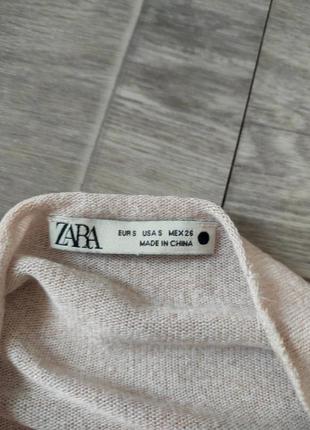 ZARA
EUR S USA S MEX 26
MADE IN CHINA